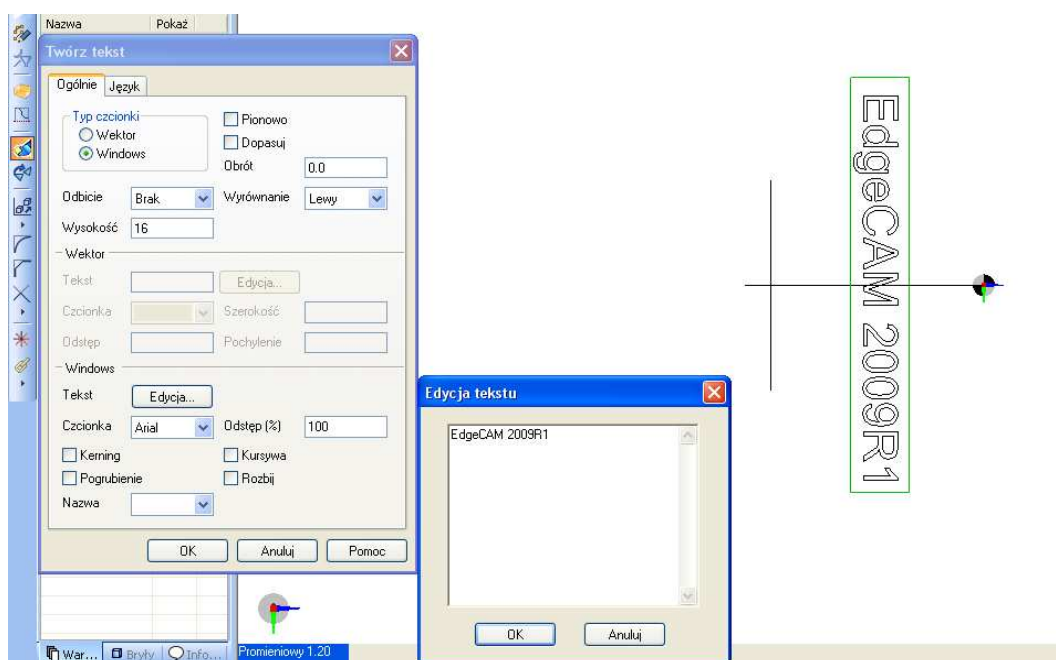 Nazwa Pokaż
Twórz tekst
Ogólnie Język
Typ czcionki
Wektor
Windows
Pionowo
Dopasuj
Obrót 0.0
Odbicie Brak Wyrównanie Lewy
Wysokość 16
Wektor
Tekst Edycja...
Czcionka Szerokość
Odstęp Pochylenie
Windows
Tekst Edycja...
Czcionka Arial Odstęp (%) 100
Kerning Kursywa
Pogrubienie Rozbij
Nazwa
OK Anuluj Pomoc
War... Bryły Info...
Promieniowy 1.20
Edycja tekstu
EdgeCAM 2009R1
OK Anuluj
EdgeCAM 2009R1